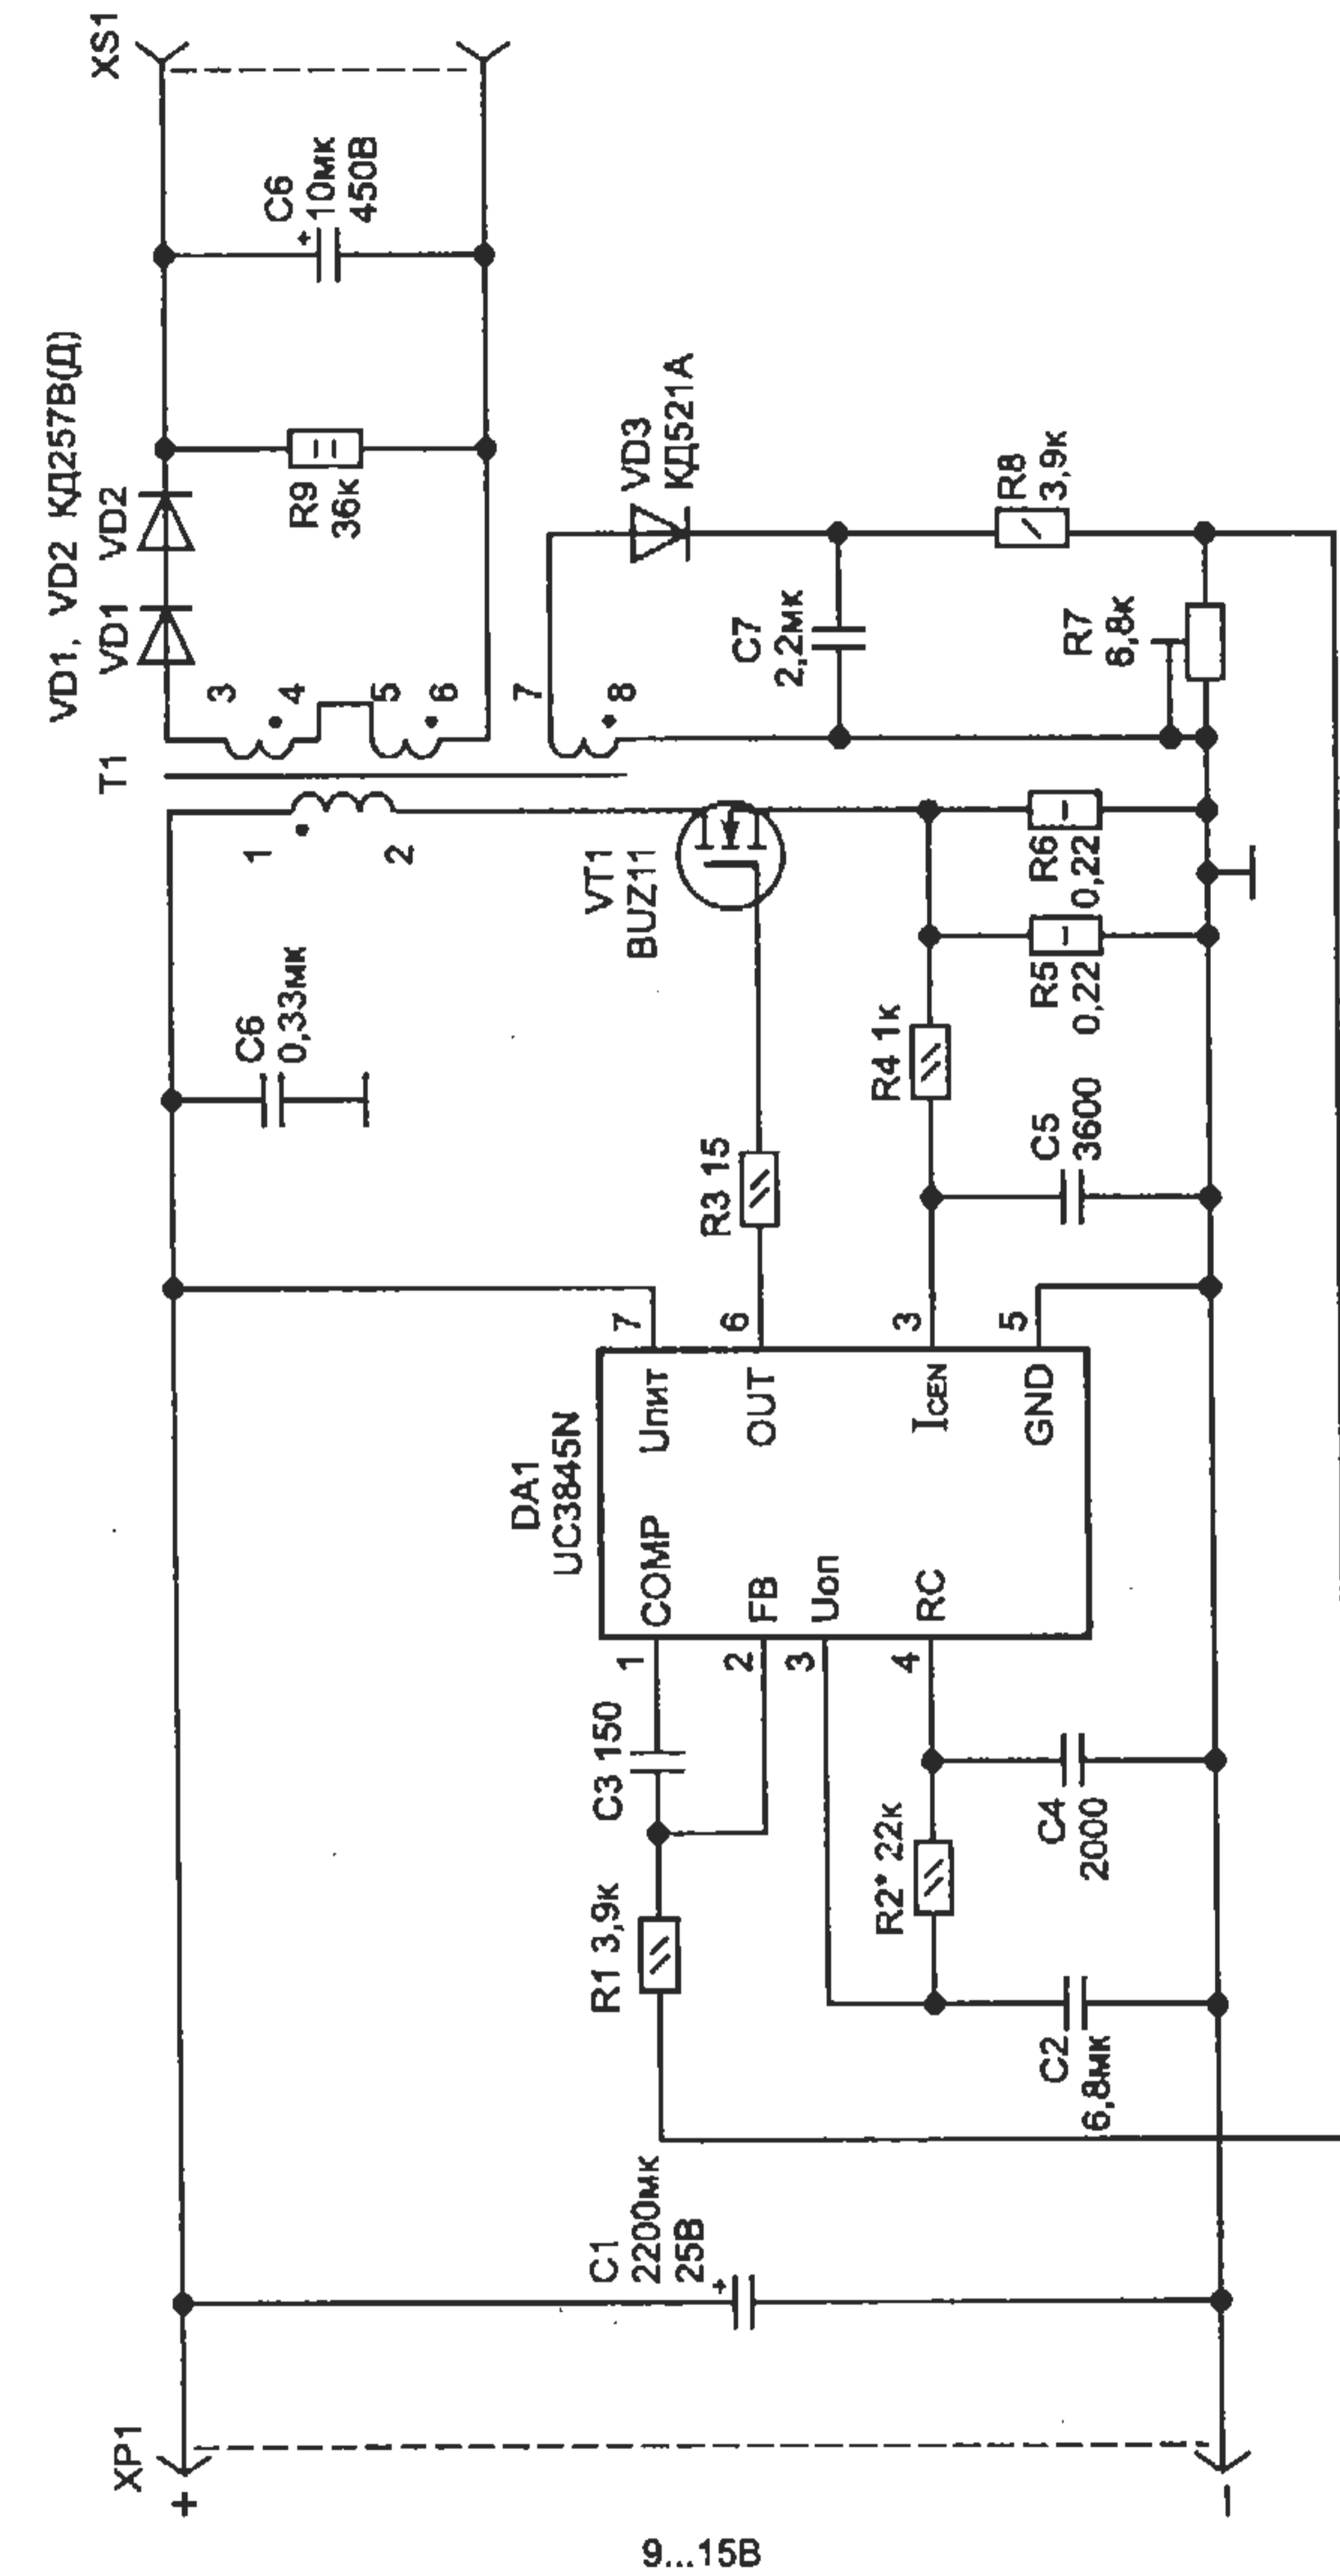 XP1
+
9...15В
−
C1
2200мк
25В
+
R1 3,9к
C3 150
C2
6,8мк
R2* 22к
C4
2000
DA1
UC3845N
1
COMP
2
FB
3
Uоп
4
RC
7
Uпит
6
OUT
3
ICEN
5
GND
C6
0,33мк
R3 15
R4 1к
C5
3600
VT1
BUZ11
R5
0,22
R6
0,22
T1
1
2
3
4
5
6
7
8
VD1, VD2 КД257В(Д)
VD1
VD2
R9
36к
C6
+
10мк
450В
XS1
VD3
КД521А
C7
2,2мк
R8
3,9к
R7
6,8к